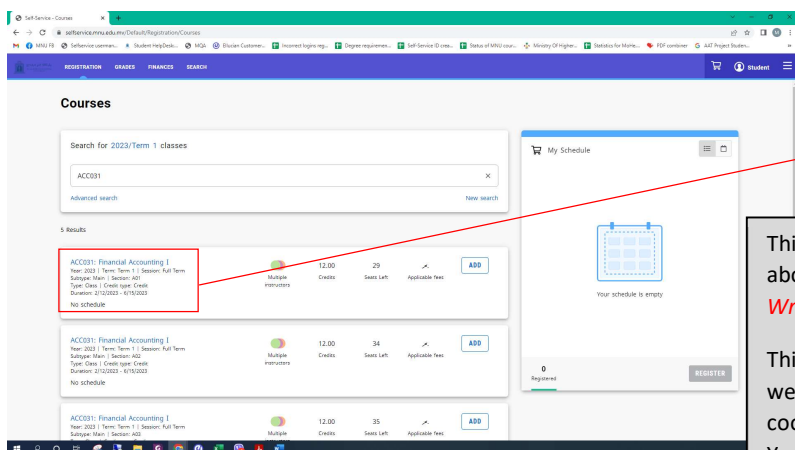 Self-Service - Courses
selfservice.mnu.edu.mv/Default/Registration/Courses
MNU FB Selfservice userman... Student HelpDesk... MQA Ellucian Customer... Incorrect logins reg... Degree requiremen... Self-Service ID crea... Status of MNU cour... Ministry Of Higher... Statistics for MoHe... PDF combiner AAT Project Studen...
REGISTRATION GRADES FINANCES SEARCH Student
Courses
Search for 2023/Term 1 classes
ACC031
Advanced search New search
5 Results
ACC031: Financial Accounting I
Year: 2023 | Term: Term 1 | Session: Full Term
Subtype: Main | Section: A01
Type: Class | Credit type: Credit
Duration: 2/12/2023 - 6/15/2023
No schedule
Multiple instructors
12.00 Credits
29 Seats Left
Applicable fees
ADD
ACC031: Financial Accounting I
Year: 2023 | Term: Term 1 | Session: Full Term
Subtype: Main | Section: A02
Type: Class | Credit type: Credit
Duration: 2/12/2023 - 6/15/2023
No schedule
Multiple instructors
12.00 Credits
34 Seats Left
Applicable fees
ADD
ACC031: Financial Accounting I
Year: 2023 | Term: Term 1 | Session: Full Term
Subtype: Main | Section: A03
Multiple
12.00 Credits
35 Seats Left
Applicable fees
ADD
My Schedule
Your schedule is empty
0
Registered
REGISTER
Thi
abo
Wr
Thi
we
coo